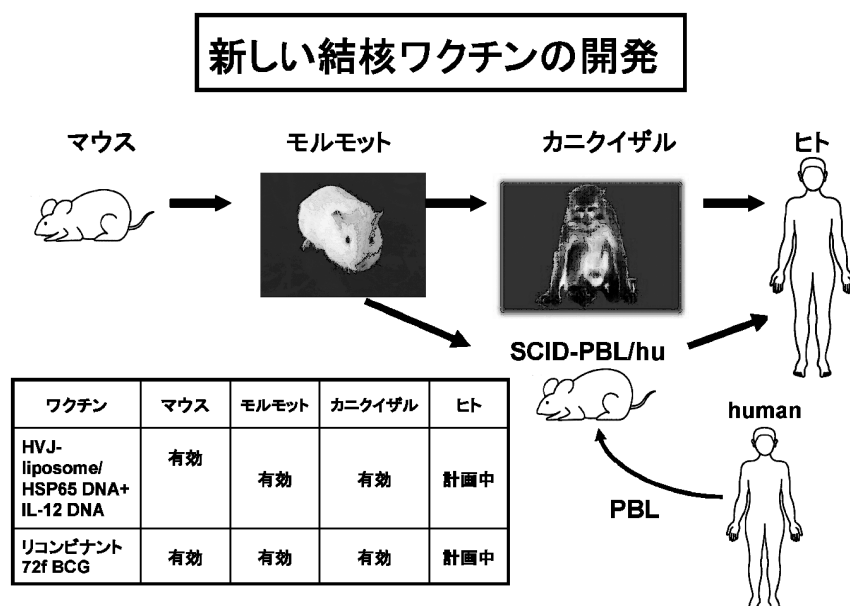 新しい結核ワクチンの開発
マウス モルモット カニクイザル ヒト
SCID-PBL/hu
human
PBL
ワクチン マウス モルモット カニクイザル ヒト
HVJ-
liposome/
HSP65 DNA+
IL-12 DNA
有効 有効 有効 計画中
リコンビナント
72f BCG
有効 有効 有効 計画中